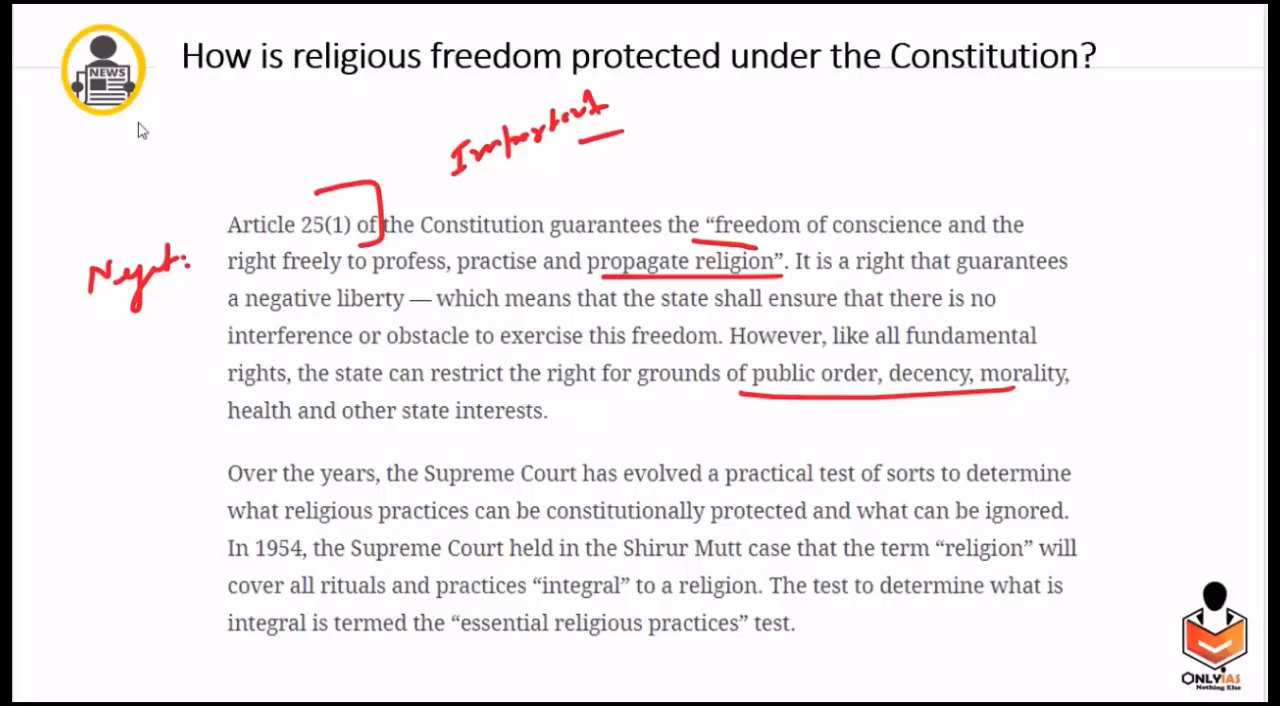 NEWS
How is religious freedom protected under the Constitution?
Important
Article 25(1) of the Constitution guarantees the “freedom of conscience and the
right freely to profess, practise and propagate religion”. It is a right that guarantees
a negative liberty — which means that the state shall ensure that there is no
interference or obstacle to exercise this freedom. However, like all fundamental
rights, the state can restrict the right for grounds of public order, decency, morality,
health and other state interests.
Over the years, the Supreme Court has evolved a practical test of sorts to determine
what religious practices can be constitutionally protected and what can be ignored.
In 1954, the Supreme Court held in the Shirur Mutt case that the term “religion” will
cover all rituals and practices “integral” to a religion. The test to determine what is
integral is termed the “essential religious practices” test.
ONLYIAS
Nothing Else